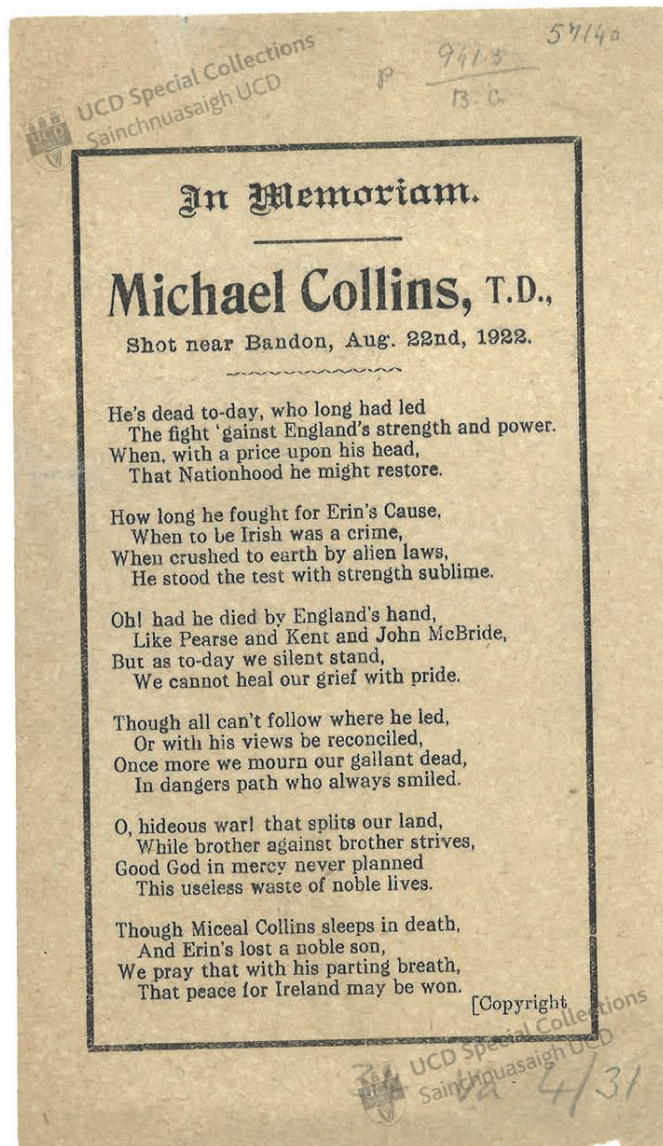 5714a
P 941.5
B. G
UCD Special Collections
Sainchnuasaigh UCD
UCD
In Memoriam.
Michael Collins, T.D.,
Shot near Bandon, Aug. 22nd, 1922.
He's dead to-day, who long had led
The fight 'gainst England's strength and power.
When, with a price upon his head,
That Nationhood he might restore.
How long he fought for Erin's Cause,
When to be Irish was a crime,
When crushed to earth by alien laws,
He stood the test with strength sublime.
Oh! had he died by England's hand,
Like Pearse and Kent and John McBride,
But as to-day we silent stand,
We cannot heal our grief with pride.
Though all can't follow where he led,
Or with his views be reconciled,
Once more we mourn our gallant dead,
In dangers path who always smiled.
O, hideous war! that splits our land,
While brother against brother strives,
Good God in mercy never planned
This useless waste of noble lives.
Though Miceal Collins sleeps in death,
And Erin's lost a noble son,
We pray that with his parting breath,
That peace for Ireland may be won.
[Copyright
UCD Special Collections
Sainchnuasaigh UCD
4/31